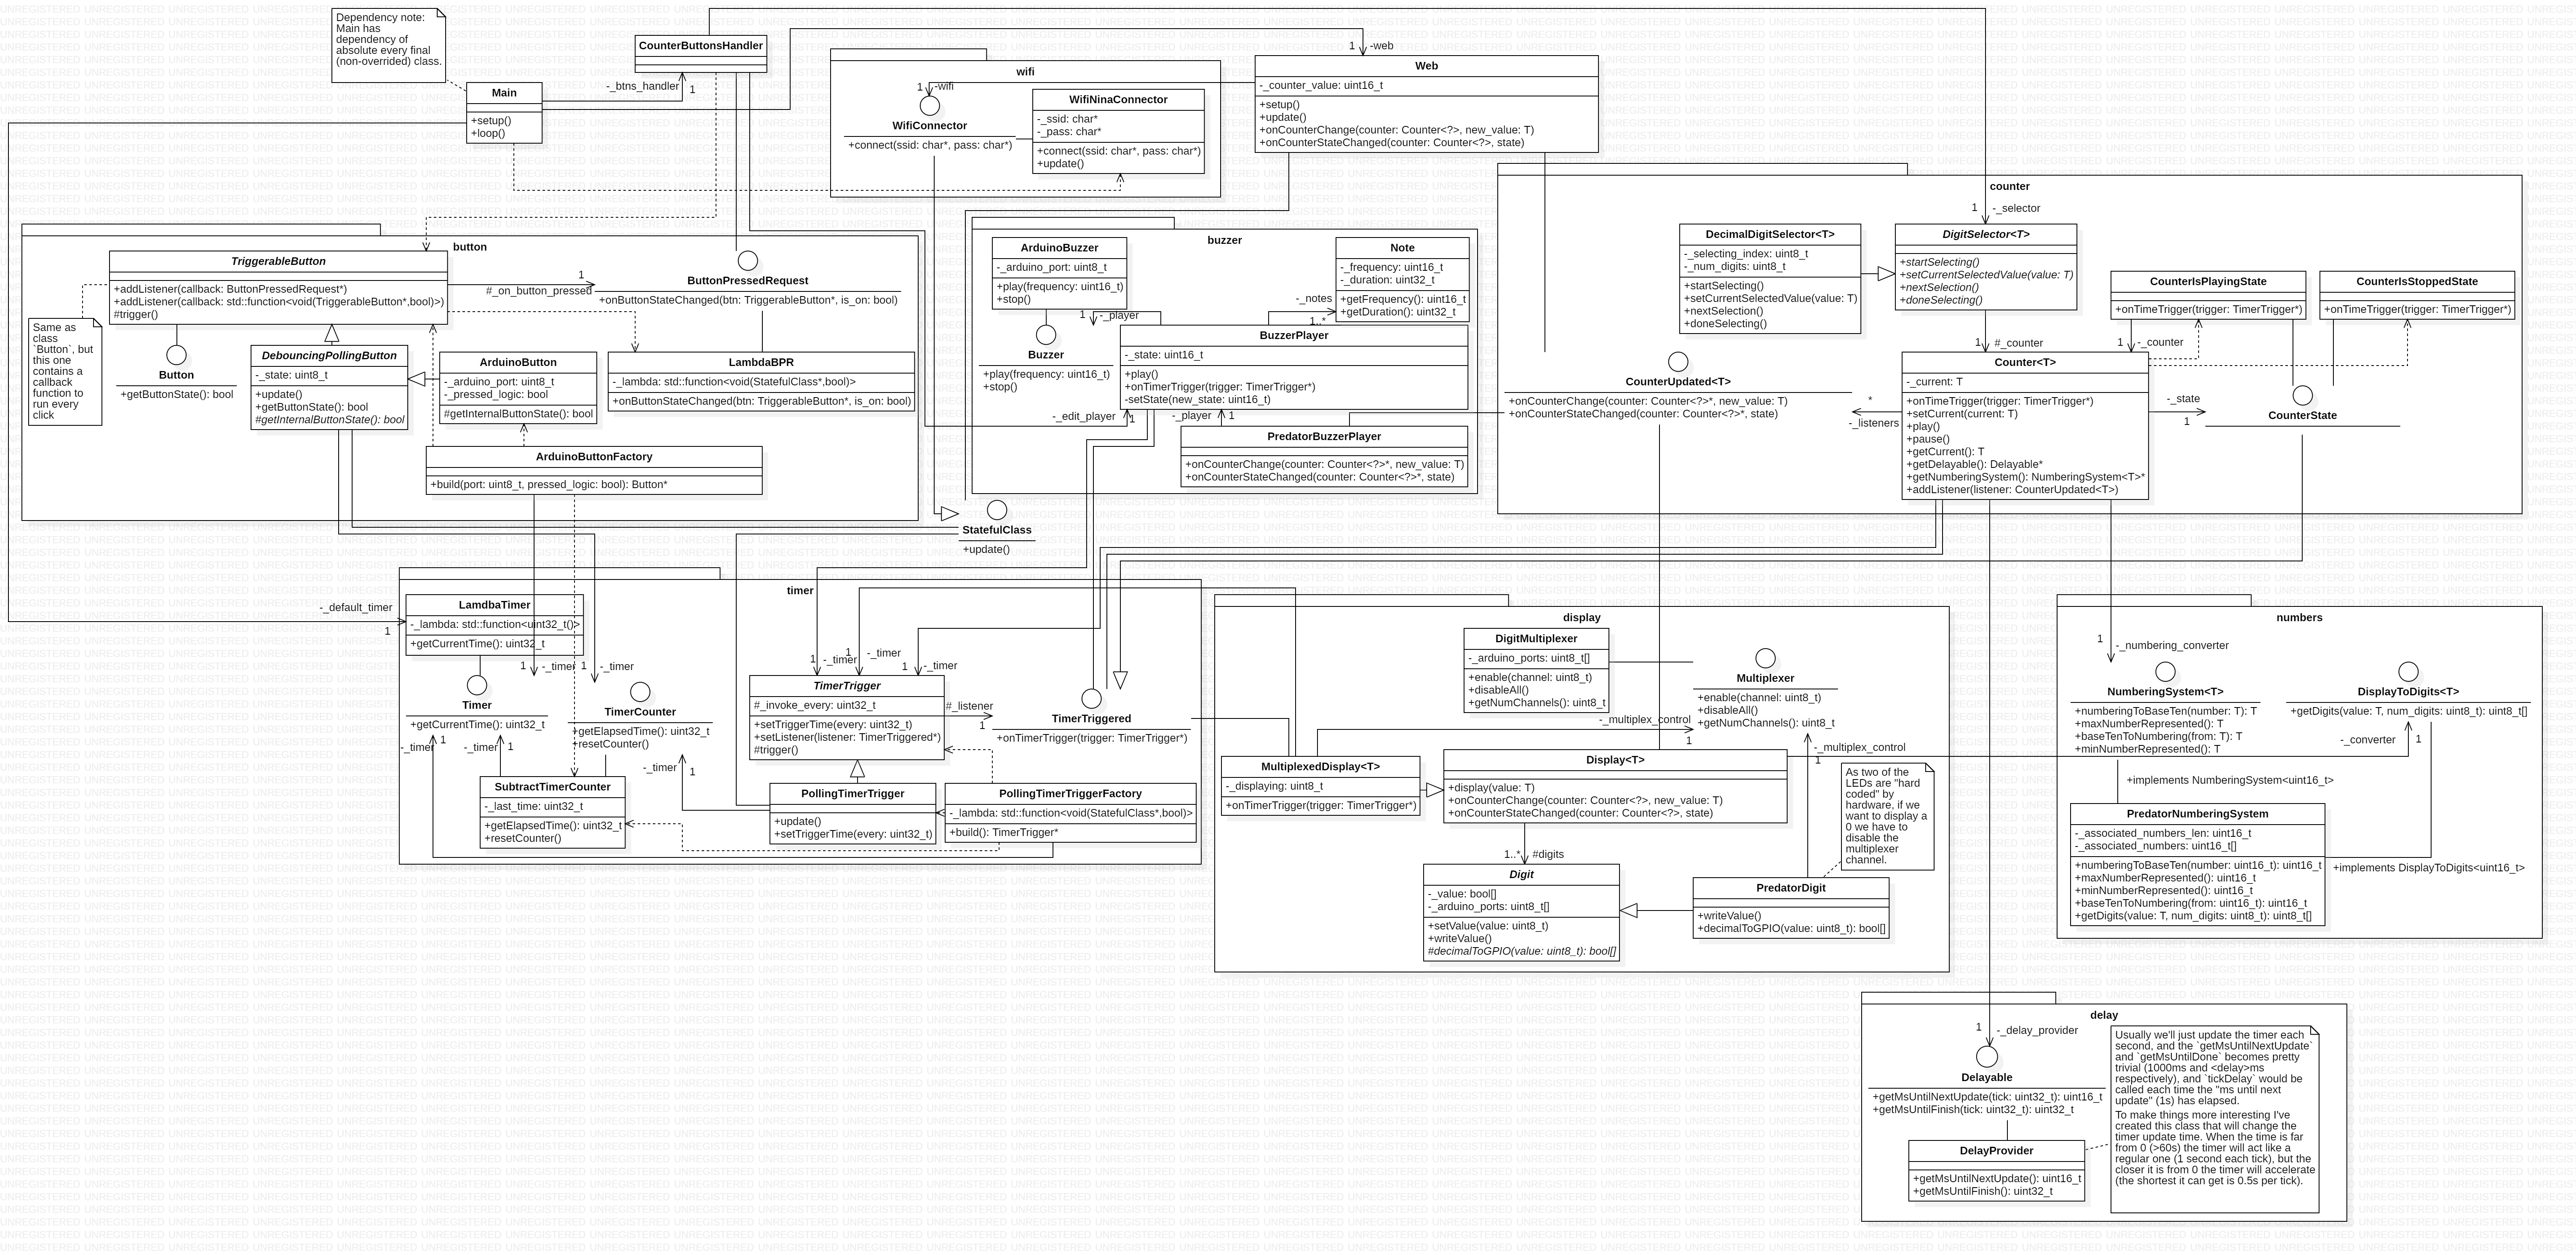 Dependency note:
Main has
dependency of
absolute every final
(non-overrided) class.
Main
+setup()
+loop()
CounterButtonsHandler
-_btns_handler
1
1
-_web
wifi
1
-_wifi
WifiConnector
+connect(ssid: char*, pass: char*)
WifiNinaConnector
-_ssid: char*
-_pass: char*
+connect(ssid: char*, pass: char*)
+update()
Web
-_counter_value: uint16_t
+setup()
+update()
+onCounterChange(counter: Counter<?>, new_value: T)
+onCounterStateChanged(counter: Counter<?>, state)
button
TriggerableButton
+addListener(callback: ButtonPressedRequest*)
+addListener(callback: std::function<void(TriggerableButton*,bool)>)
#trigger()
1
#_on_button_pressed
ButtonPressedRequest
+onButtonStateChanged(btn: TriggerableButton*, is_on: bool)
Same as
class
`Button`, but
this one
contains a
callback
function to
run every
click
Button
+getButtonState(): bool
DebouncingPollingButton
-_state: uint8_t
+update()
+getButtonState(): bool
#getInternalButtonState(): bool
ArduinoButton
-_arduino_port: uint8_t
-_pressed_logic: bool
#getInternalButtonState(): bool
LambdaBPR
-_lambda: std::function<void(StatefulClass*,bool)>
+onButtonStateChanged(btn: TriggerableButton*, is_on: bool)
ArduinoButtonFactory
+build(port: uint8_t, pressed_logic: bool): Button*
buzzer
ArduinoBuzzer
-_arduino_port: uint8_t
+play(frequency: uint16_t)
+stop()
Note
-_frequency: uint16_t
-_duration: uint32_t
+getFrequency(): uint16_t
+getDuration(): uint32_t
-_notes
1..*
1
-_player
Buzzer
+play(frequency: uint16_t)
+stop()
BuzzerPlayer
-_state: uint16_t
+play()
+onTimerTrigger(trigger: TimerTrigger*)
-setState(new_state: uint16_t)
-_edit_player
1
-_player
1
PredatorBuzzerPlayer
+onCounterChange(counter: Counter<?>*, new_value: T)
+onCounterStateChanged(counter: Counter<?>*, state)
StatefulClass
+update()
counter
1
-_selector
DecimalDigitSelector<T>
-_selecting_index: uint8_t
-_num_digits: uint8_t
+startSelecting()
+setCurrentSelectedValue(value: T)
+nextSelection()
+doneSelecting()
DigitSelector<T>
+startSelecting()
+setCurrentSelectedValue(value: T)
+nextSelection()
+doneSelecting()
CounterIsPlayingState
+onTimeTrigger(trigger: TimerTrigger*)
CounterIsStoppedState
+onTimeTrigger(trigger: TimerTrigger*)
1
#_counter
1
-_counter
CounterUpdated<T>
+onCounterChange(counter: Counter<?>*, new_value: T)
+onCounterStateChanged(counter: Counter<?>*, state)
*
-_listeners
Counter<T>
-_current: T
+onTimeTrigger(trigger: TimerTrigger*)
+setCurrent(current: T)
+play()
+pause()
+getCurrent(): T
+getDelayable(): Delayable*
+getNumberingSystem(): NumberingSystem<T>*
+addListener(listener: CounterUpdated<T>)
-_state
1
CounterState
timer
-_default_timer
1
LamdbaTimer
-_lambda: std::function<uint32_t()>
+getCurrentTime(): uint32_t
1
-_timer
1
-_timer
Timer
+getCurrentTime(): uint32_t
TimerCounter
+getElapsedTime(): uint32_t
+resetCounter()
-_timer
1
-_timer
1
-_timer
1
SubtractTimerCounter
-_last_time: uint32_t
+getElapsedTime(): uint32_t
+resetCounter()
1
-_timer
1
-_timer
1
-_timer
TimerTrigger
#_invoke_every: uint32_t
+setTriggerTime(every: uint32_t)
+setListener(listener: TimerTriggered*)
#trigger()
#_listener
1
TimerTriggered
+onTimerTrigger(trigger: TimerTrigger*)
PollingTimerTrigger
+update()
+setTriggerTime(every: uint32_t)
PollingTimerTriggerFactory
-_lambda: std::function<void(StatefulClass*,bool)>
+build(): TimerTrigger*
display
DigitMultiplexer
-_arduino_ports: uint8_t[]
+enable(channel: uint8_t)
+disableAll()
+getNumChannels(): uint8_t
Multiplexer
+enable(channel: uint8_t)
+disableAll()
+getNumChannels(): uint8_t
-_multiplex_control
1
-_multiplex_control
1
MultiplexedDisplay<T>
-_displaying: uint8_t
+onTimerTrigger(trigger: TimerTrigger*)
Display<T>
+display(value: T)
+onCounterChange(counter: Counter<?>, new_value: T)
+onCounterStateChanged(counter: Counter<?>, state)
As two of the
LEDs are "hard
coded" by
hardware, if we
want to display a
0 we have to
disable the
multiplexer
channel.
1..*
#digits
Digit
-_value: bool[]
-_arduino_ports: uint8_t[]
+setValue(value: uint8_t)
+writeValue()
#decimalToGPIO(value: uint8_t): bool[]
PredatorDigit
+writeValue()
+decimalToGPIO(value: uint8_t): bool[]
numbers
1
-_numbering_converter
NumberingSystem<T>
+numberingToBaseTen(number: T): T
+maxNumberRepresented(): T
+baseTenToNumbering(from: T): T
+minNumberRepresented(): T
DisplayToDigits<T>
+getDigits(value: T, num_digits: uint8_t): uint8_t[]
-_converter
1
+implements NumberingSystem<uint16_t>
PredatorNumberingSystem
-_associated_numbers_len: uint16_t
-_associated_numbers: uint16_t[]
+numberingToBaseTen(number: uint16_t): uint16_t
+maxNumberRepresented(): uint16_t
+minNumberRepresented(): uint16_t
+baseTenToNumbering(from: uint16_t): uint16_t
+getDigits(value: T, num_digits: uint8_t): uint8_t[]
+implements DisplayToDigits<uint16_t>
delay
1
-_delay_provider
Delayable
+getMsUntilNextUpdate(tick: uint32_t): uint16_t
+getMsUntilFinish(tick: uint32_t): uint32_t
DelayProvider
+getMsUntilNextUpdate(): uint16_t
+getMsUntilFinish(): uint32_t
Usually we'll just update the timer each
second, and the `getMsUntilNextUpdate`
and `getMsUntilDone` becomes pretty
trivial (1000ms and <delay>ms
respectively), and `tickDelay` would be
called each time the "ms until next
update" (1s) has elapsed.
To make things more interesting I've
created this class that will change the
timer update time. When the time is far
from 0 (>60s) the timer will act like a
regular one (1 second each tick), but the
closer it is from 0 the timer will accelerate
(the shortest it can get is 0.5s per tick).